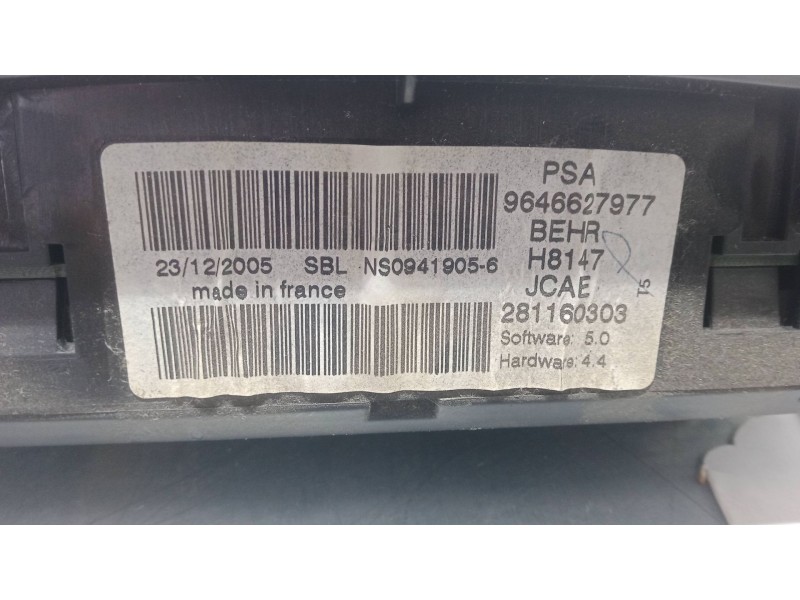 PSA
9646627977
BEHR
H8147
JCAE
281160303
Software: 5.0
Hardware: 4.4
23/12/2005 SBL NS0941905-6
made in france
T5